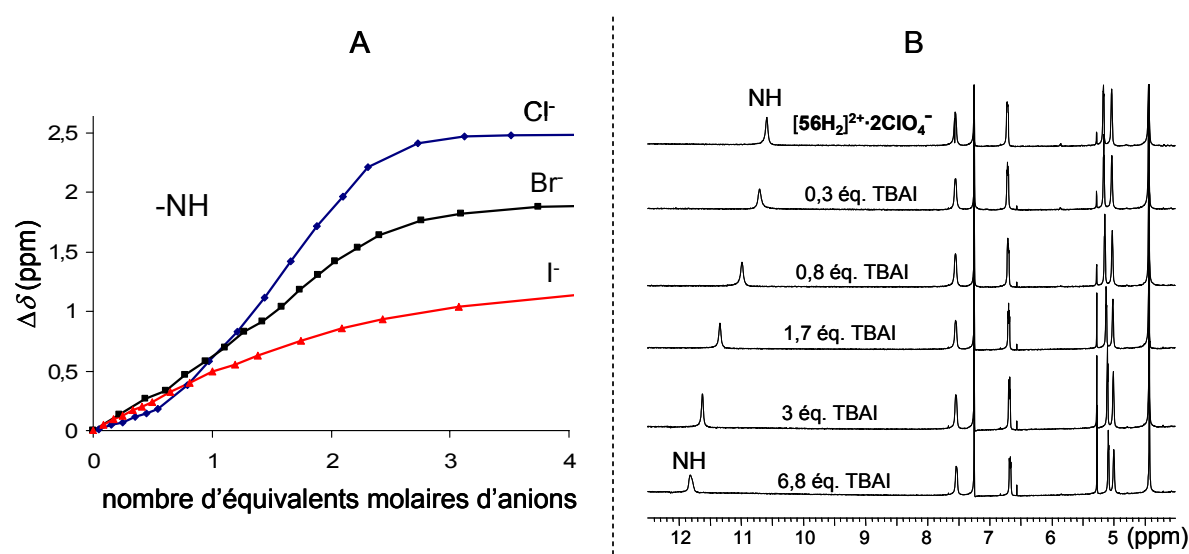 A
Cl⁻
Br⁻
I⁻
-NH
Δδ (ppm)
2,5
2
1,5
1
0,5
0
0 1 2 3 4
nombre d'équivalents molaires d'anions
B
NH
[56H₂]²⁺·2ClO₄⁻
0,3 éq. TBAI
0,8 éq. TBAI
1,7 éq. TBAI
3 éq. TBAI
NH
6,8 éq. TBAI
12 11 10 9 8 7 6 5 (ppm)